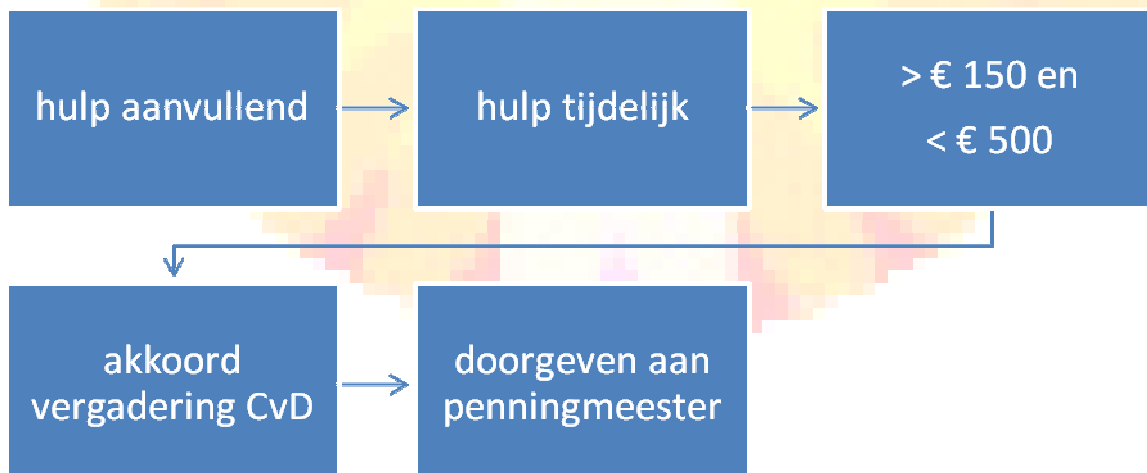 hulp aanvullend
hulp tijdelijk
> € 150 en
< € 500
akkoord
vergadering CvD
doorgeven aan
penningmeester